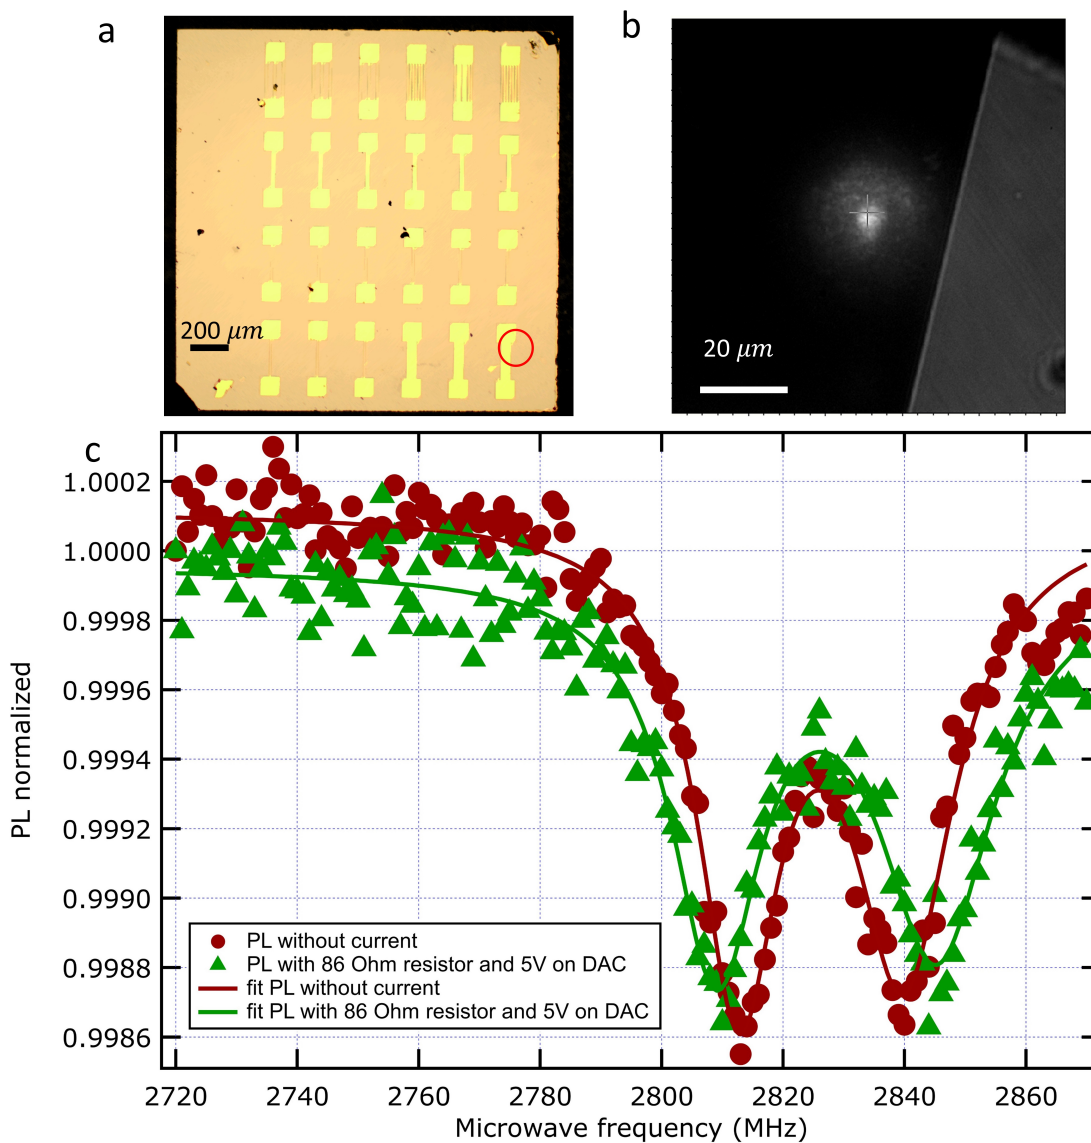 a
b
200 μm
20 μm
c
PL normalized
1.0002
1.0000
0.9998
0.9996
0.9994
0.9992
0.9990
0.9988
0.9986
PL without current
PL with 86 Ohm resistor and 5V on DAC
fit PL without current
fit PL with 86 Ohm resistor and 5V on DAC
2720 2740 2760 2780 2800 2820 2840 2860
Microwave frequency (MHz)